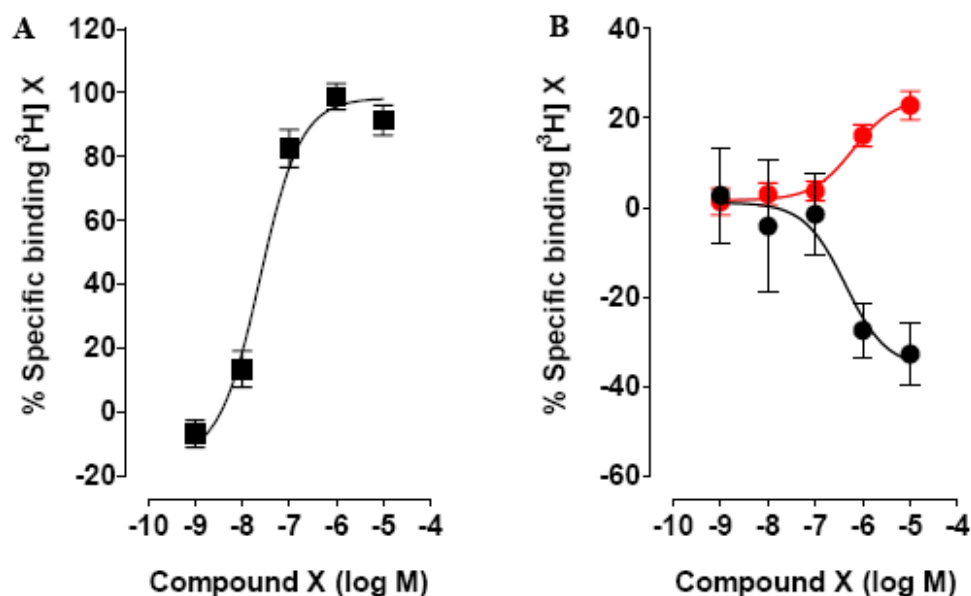 A
120
100
80
60
40
20
0
-20
% Specific binding [³H] X
-10 -9 -8 -7 -6 -5 -4
Compound X (log M)
B
40
20
0
-20
-40
-60
% Specific binding [³H] X
-10 -9 -8 -7 -6 -5 -4
Compound X (log M)